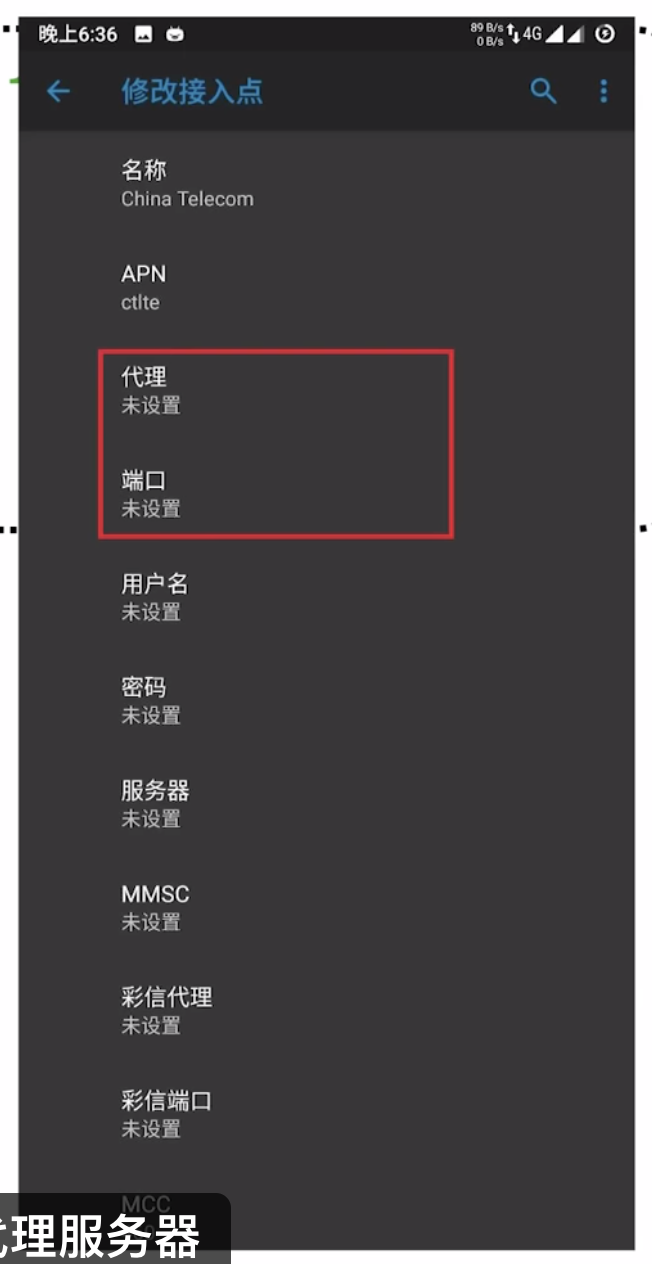 晚上6:36
89 B/s
0 B/s
4G
修改接入点
名称
China Telecom
APN
ctlte
代理
未设置
端口
未设置
用户名
未设置
密码
未设置
服务器
未设置
MMSC
未设置
彩信代理
未设置
彩信端口
未设置
MCC
理服务器